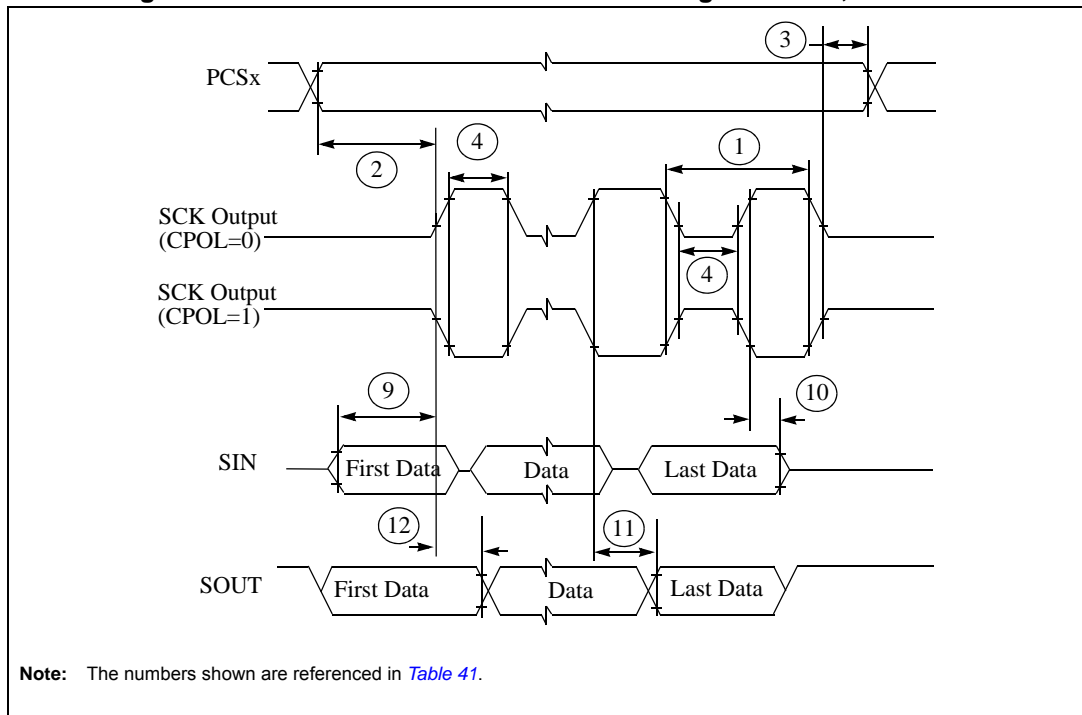 3
PCSx
2
4
1
SCK Output
(CPOL=0)
4
SCK Output
(CPOL=1)
9
10
SIN
First Data
Data
Last Data
12
11
SOUT
First Data
Data
Last Data
Note: The numbers shown are referenced in Table 41.